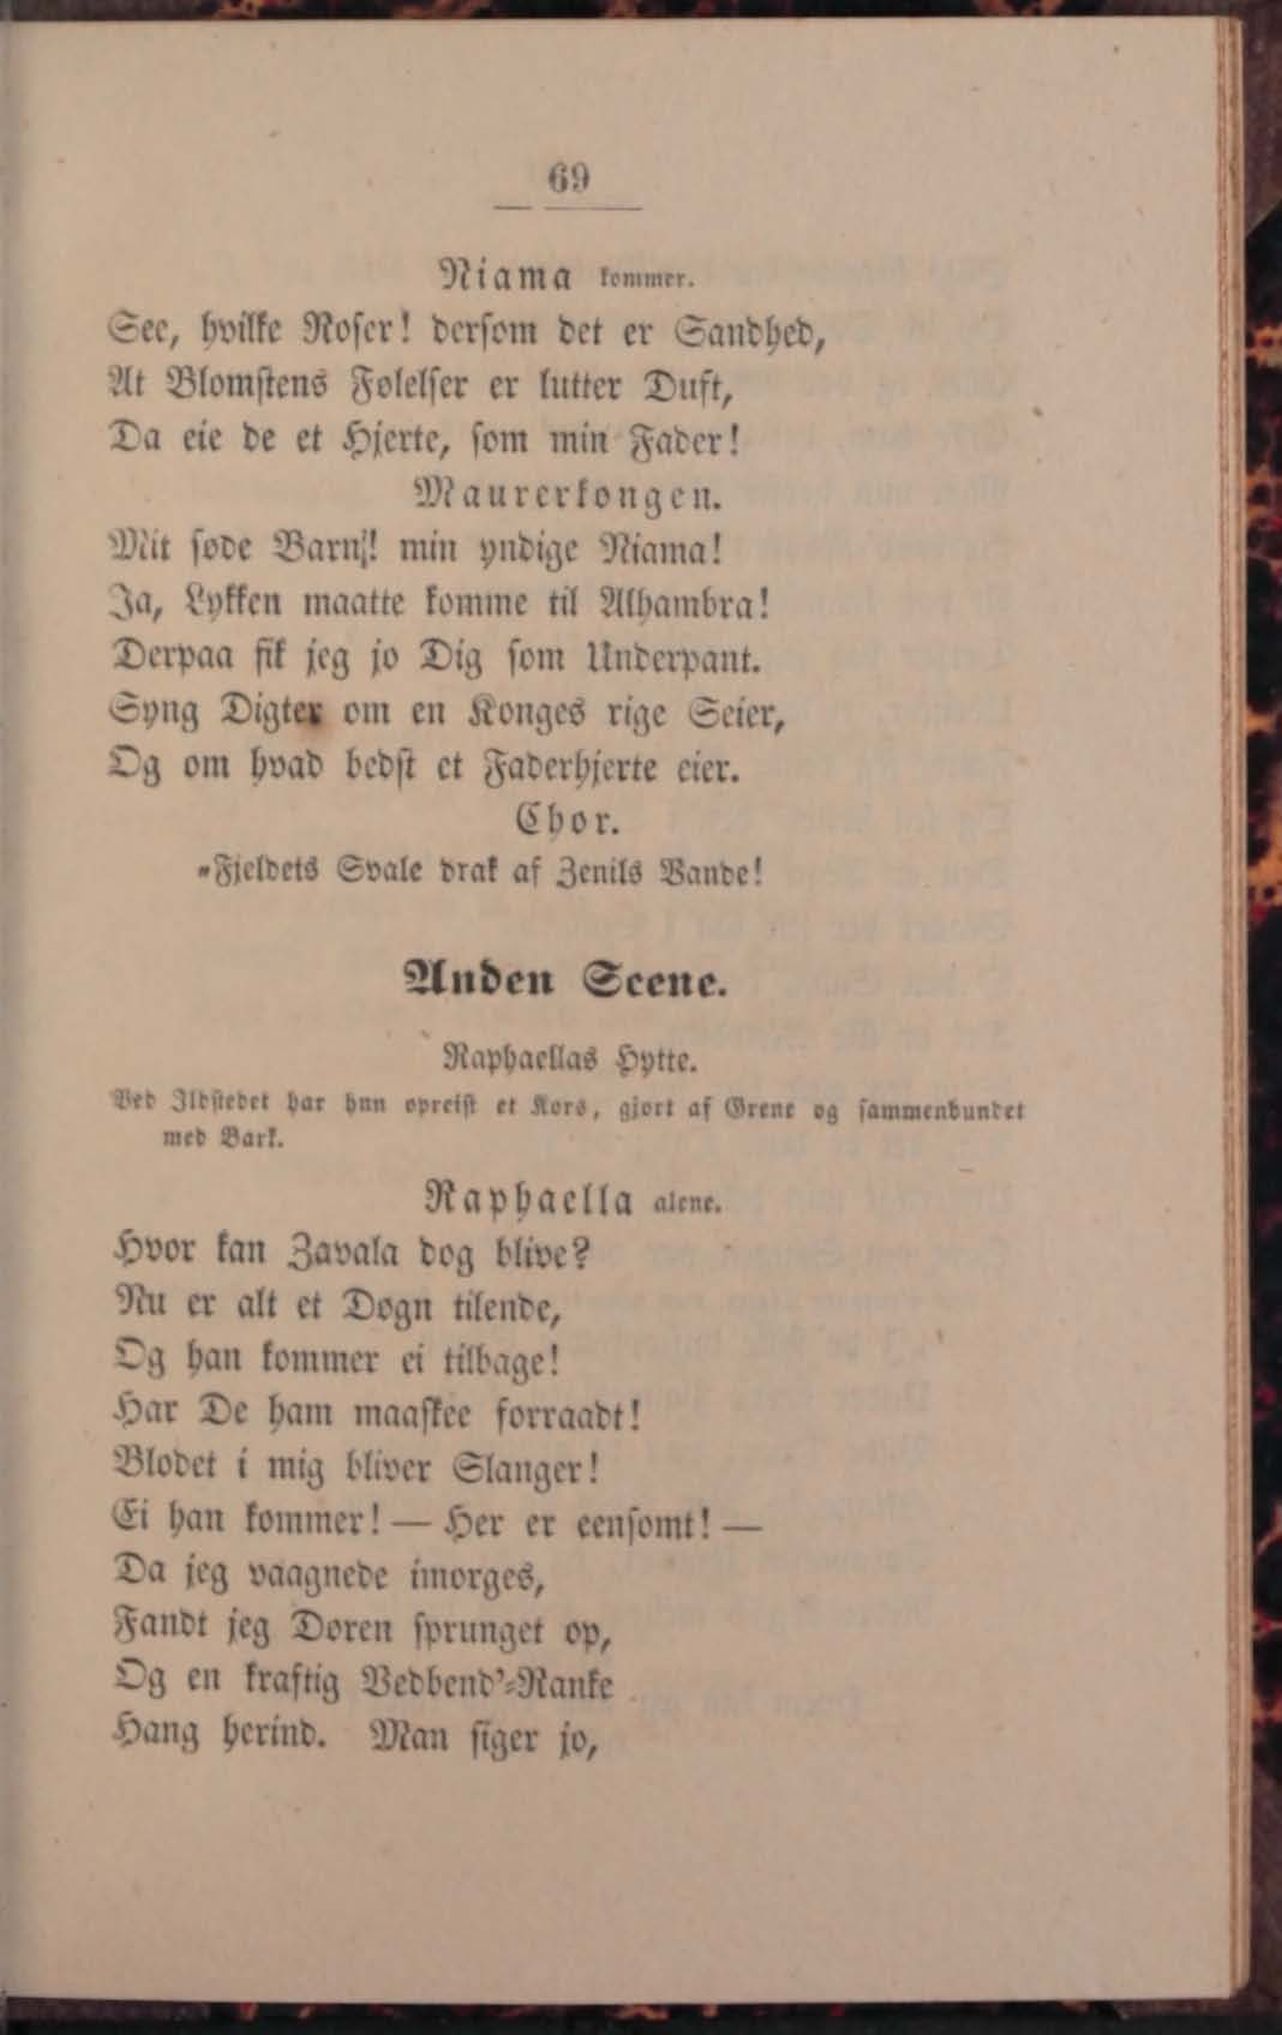 69
Niama kommer.
See, hvilke Roser! dersom det er Sandhed,
At Blomstens Følelser er lutter Duft,
Da eie de et Hjerte, som min Fader!
Maurerkongen.
Mit søde Barn! min yndige Niama!
Ja, Lykken maatte komme til Alhambra!
Derpaa fik jeg jo Dig som Underpant.
Syng Digter om en Konges rige Seier,
Og om hvad bedst et Faderhjerte eier.
Chor.
"Fjeldets Svale drak af Zenils Vande!
Anden Scene.
Raphaellas Hytte.
Ved Ildstedet har hun opreist et Kors, gjort af Grene og sammenbundet
med Bark.
Raphaella alene.
Hvor kan Zavala dog blive?
Nu er alt et Døgn tilende,
Og han kommer ei tilbage!
Har De ham maaskee forraadt!
Blodet i mig bliver Slanger!
Ei han kommer! — Her er eensomt! —
Da jeg vaagnede imorges,
Fandt jeg Døren sprunget op,
Og en kraftig Vedbend'-Ranke
Hang herind. Man siger jo,